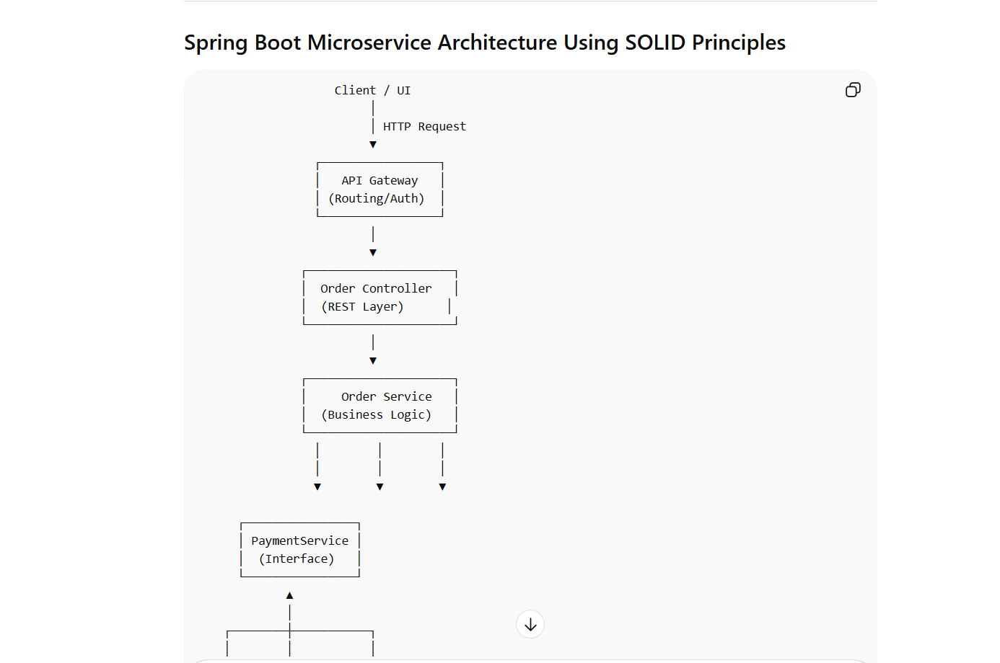 Spring Boot Microservice Architecture Using SOLID Principles
Client / UI
HTTP Request
API Gateway
(Routing/Auth)
Order Controller
(REST Layer)
Order Service
(Business Logic)
PaymentService
(Interface)